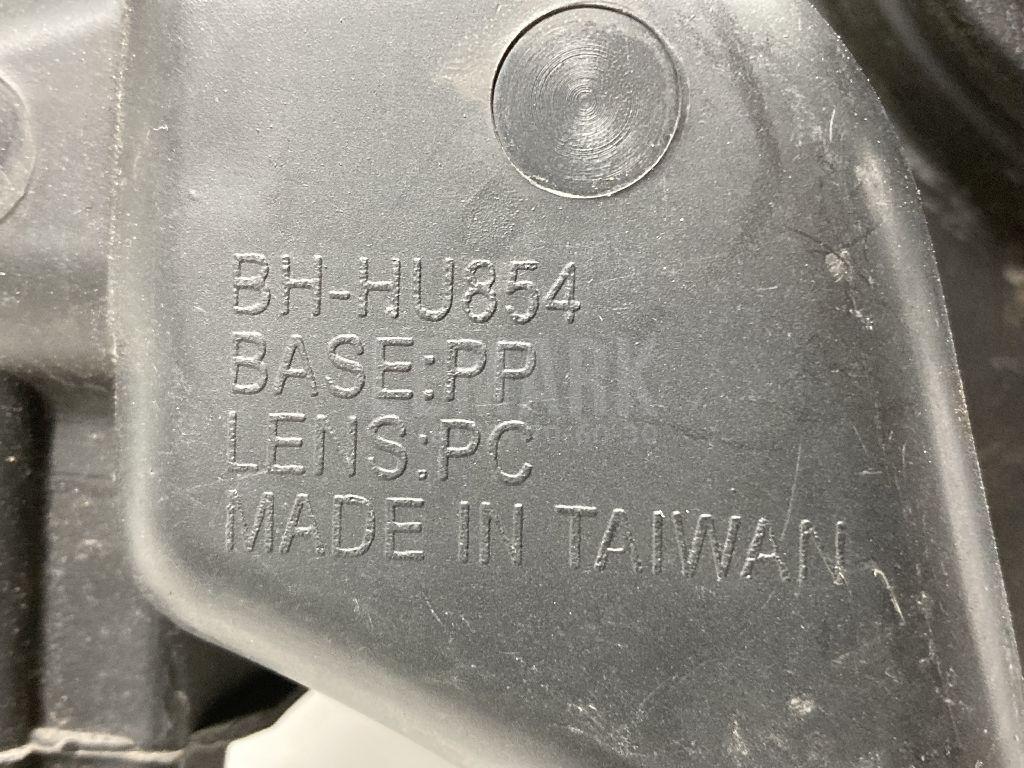 BH-HU854
BASE:PP
LENS:PC
MADE IN TAIWAN